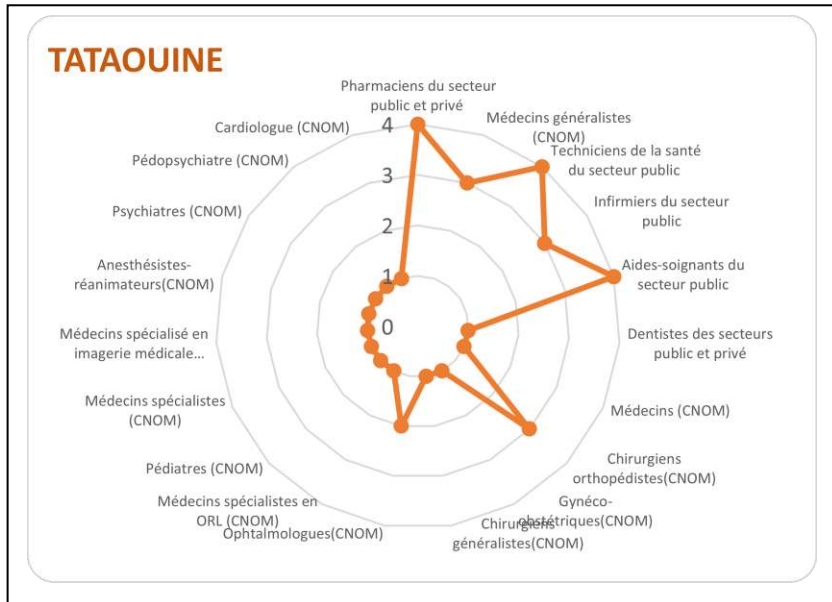 TATAOUINE
Pharmaciens du secteur
public et privé
Médecins généralistes
(CNOM)
Techniciens de la santé
du secteur public
Infirmiers du secteur
public
Aides-soignants du
secteur public
Dentistes des secteurs
public et privé
Médecins (CNOM)
Chirurgiens
orthopédistes(CNOM)
Gynéco-
obstétriques(CNOM)
Chirurgiens
généralistes(CNOM)
Ophtalmologues(CNOM)
Médecins spécialistes en
ORL (CNOM)
Pédiatres (CNOM)
Médecins spécialistes
(CNOM)
Médecins spécialisé en
imagerie médicale...
Anesthésistes-
réanimateurs(CNOM)
Psychiatres (CNOM)
Pédopsychiatre (CNOM)
Cardiologue (CNOM)
4
3
2
1
0